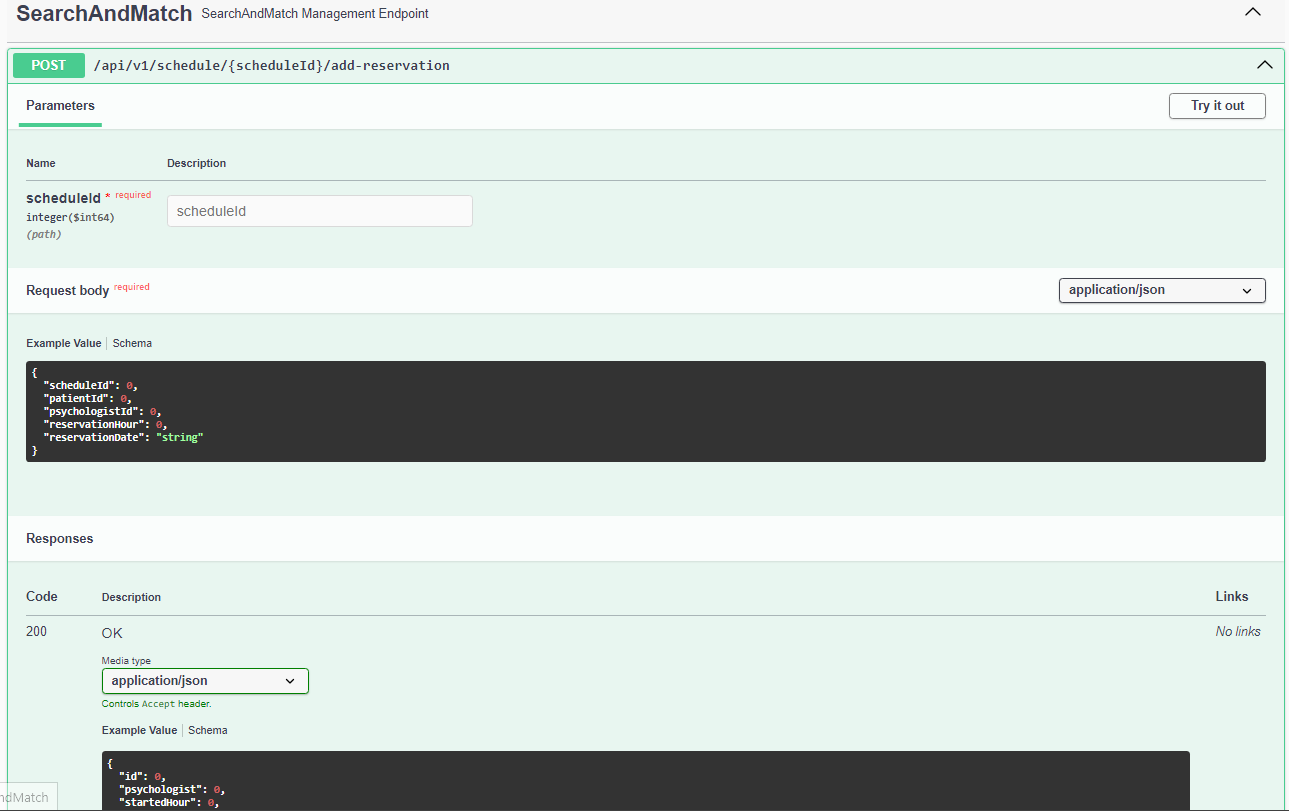 SearchAndMatch SearchAndMatch Management Endpoint
POST /api/v1/schedule/{scheduleId}/add-reservation
Parameters Try it out
Name Description
scheduleId * required
integer($int64)
(path)
scheduleId
Request body required application/json
Example Value Schema
{
"scheduleId": 0,
"patientId": 0,
"psychologistId": 0,
"reservationHour": 0,
"reservationDate": "string"
}
Responses
Code Description Links
200 OK No links
Media type
application/json
Controls Accept header.
Example Value Schema
{
"id": 0,
"psychologist": 0,
"startedHour": 0,
ndMatch